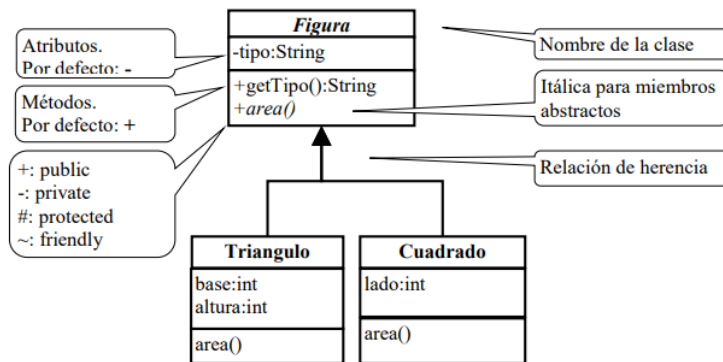 Figura
-tipo:String
+getTipo():String
+area()
Atributos.
Por defecto: -
Métodos.
Por defecto: +
+: public
-: private
#: protected
~: friendly
Nombre de la clase
Itálica para miembros
abstractos
Relación de herencia
Triangulo
base:int
altura:int
area()
Cuadrado
lado:int
area()